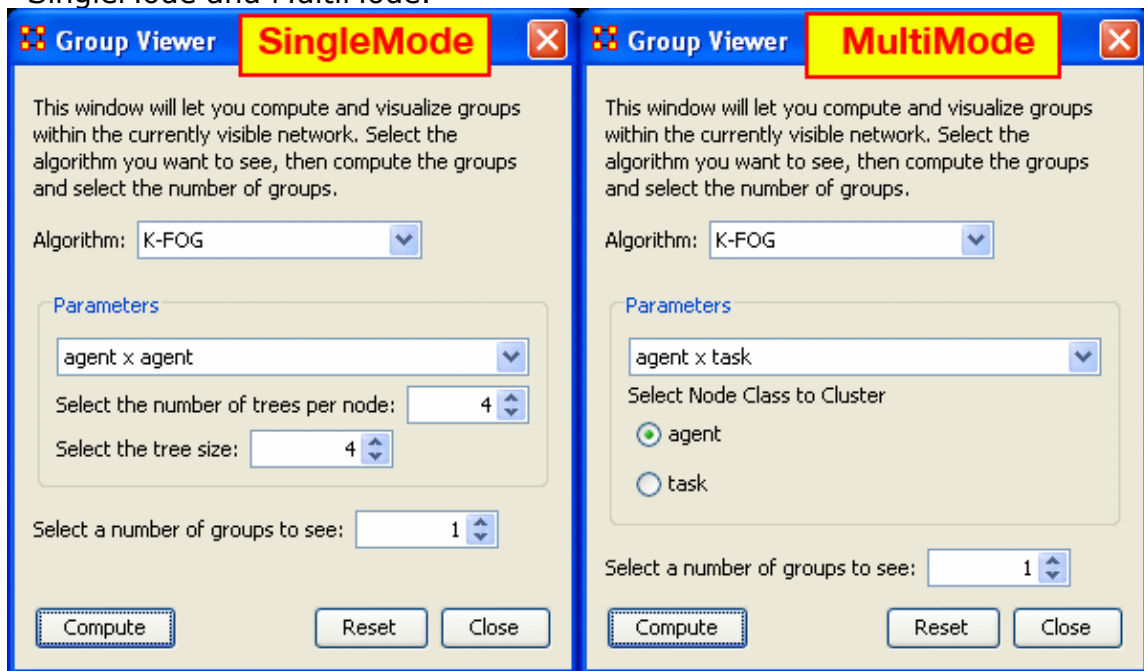 SingleMode and MultiMode.
Group Viewer SingleMode
This window will let you compute and visualize groups
within the currently visible network. Select the
algorithm you want to see, then compute the groups
and select the number of groups.
Algorithm: K-FOG
Parameters
agent x agent
Select the number of trees per node: 4
Select the tree size: 4
Select a number of groups to see: 1
Compute Reset Close
Group Viewer MultiMode
This window will let you compute and visualize groups
within the currently visible network. Select the
algorithm you want to see, then compute the groups
and select the number of groups.
Algorithm: K-FOG
Parameters
agent x task
Select Node Class to Cluster
agent
task
Select a number of groups to see: 1
Compute Reset Close